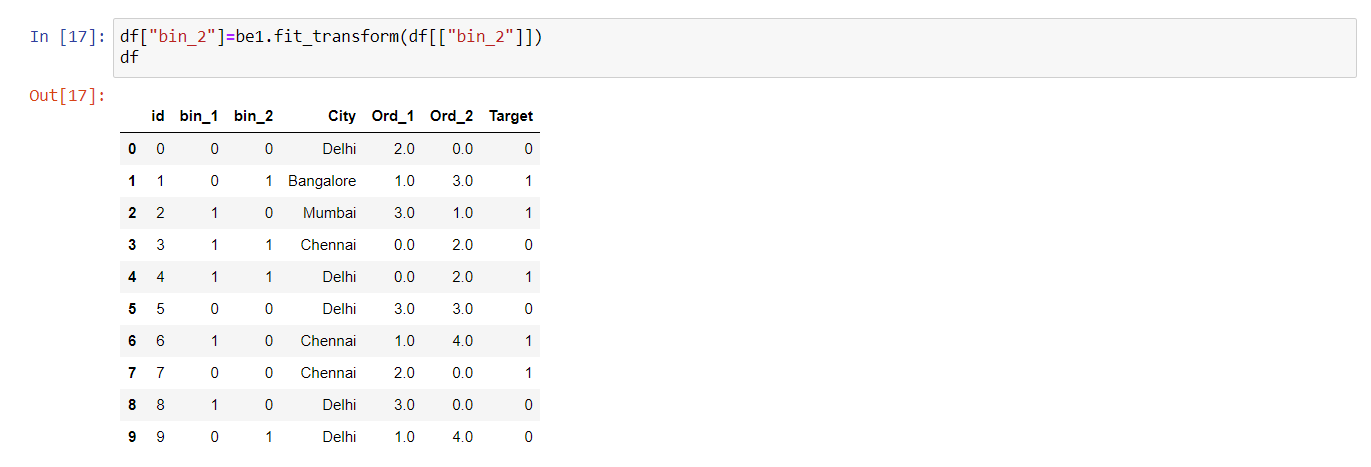 In [17]: df["bin_2"]=be1.fit_transform(df[["bin_2"]])
df
Out[17]:
id bin_1 bin_2 City Ord_1 Ord_2 Target
0 0 0 0 Delhi 2.0 0.0 0
1 1 0 1 Bangalore 1.0 3.0 1
2 2 1 0 Mumbai 3.0 1.0 1
3 3 1 1 Chennai 0.0 2.0 0
4 4 1 1 Delhi 0.0 2.0 1
5 5 0 0 Delhi 3.0 3.0 0
6 6 1 0 Chennai 1.0 4.0 1
7 7 0 0 Chennai 2.0 0.0 1
8 8 1 0 Delhi 3.0 0.0 0
9 9 0 1 Delhi 1.0 4.0 0